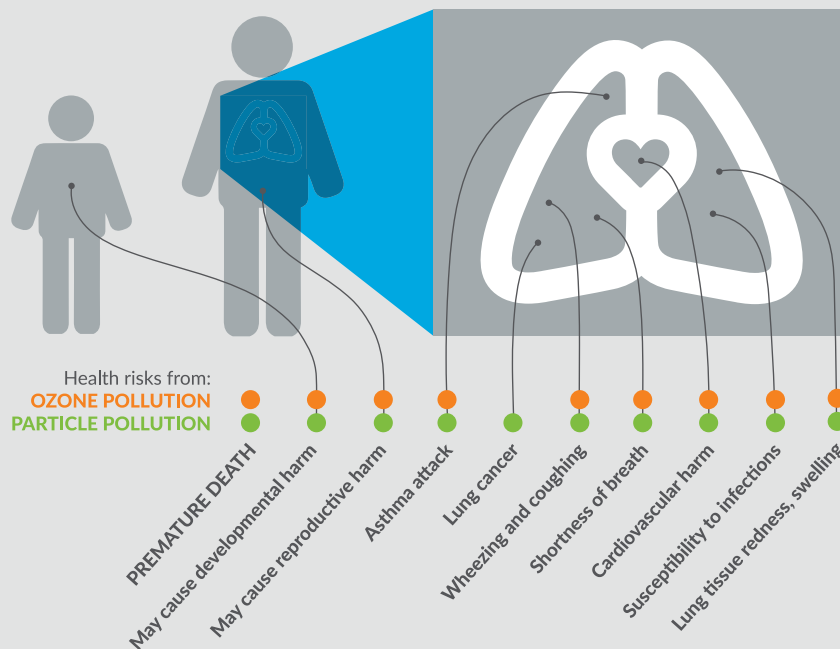 Health risks from:
OZONE POLLUTION
PARTICLE POLLUTION
PREMATURE DEATH
May cause developmental harm
May cause reproductive harm
Asthma attack
Lung cancer
Wheezing and coughing
Shortness of breath
Cardiovascular harm
Susceptibility to infections
Lung tissue redness, swelling